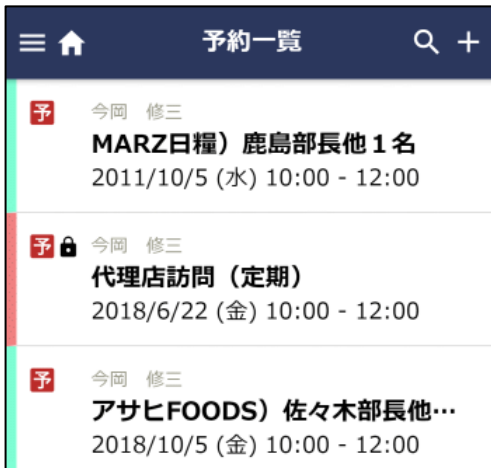 予約一覧
予 今岡 修三
MARZ日糧）鹿島部長他１名
2011/10/5 (水) 10:00 - 12:00
予 今岡 修三
代理店訪問（定期）
2018/6/22 (金) 10:00 - 12:00
予 今岡 修三
アサヒFOODS）佐々木部長他…
2018/10/5 (金) 10:00 - 12:00